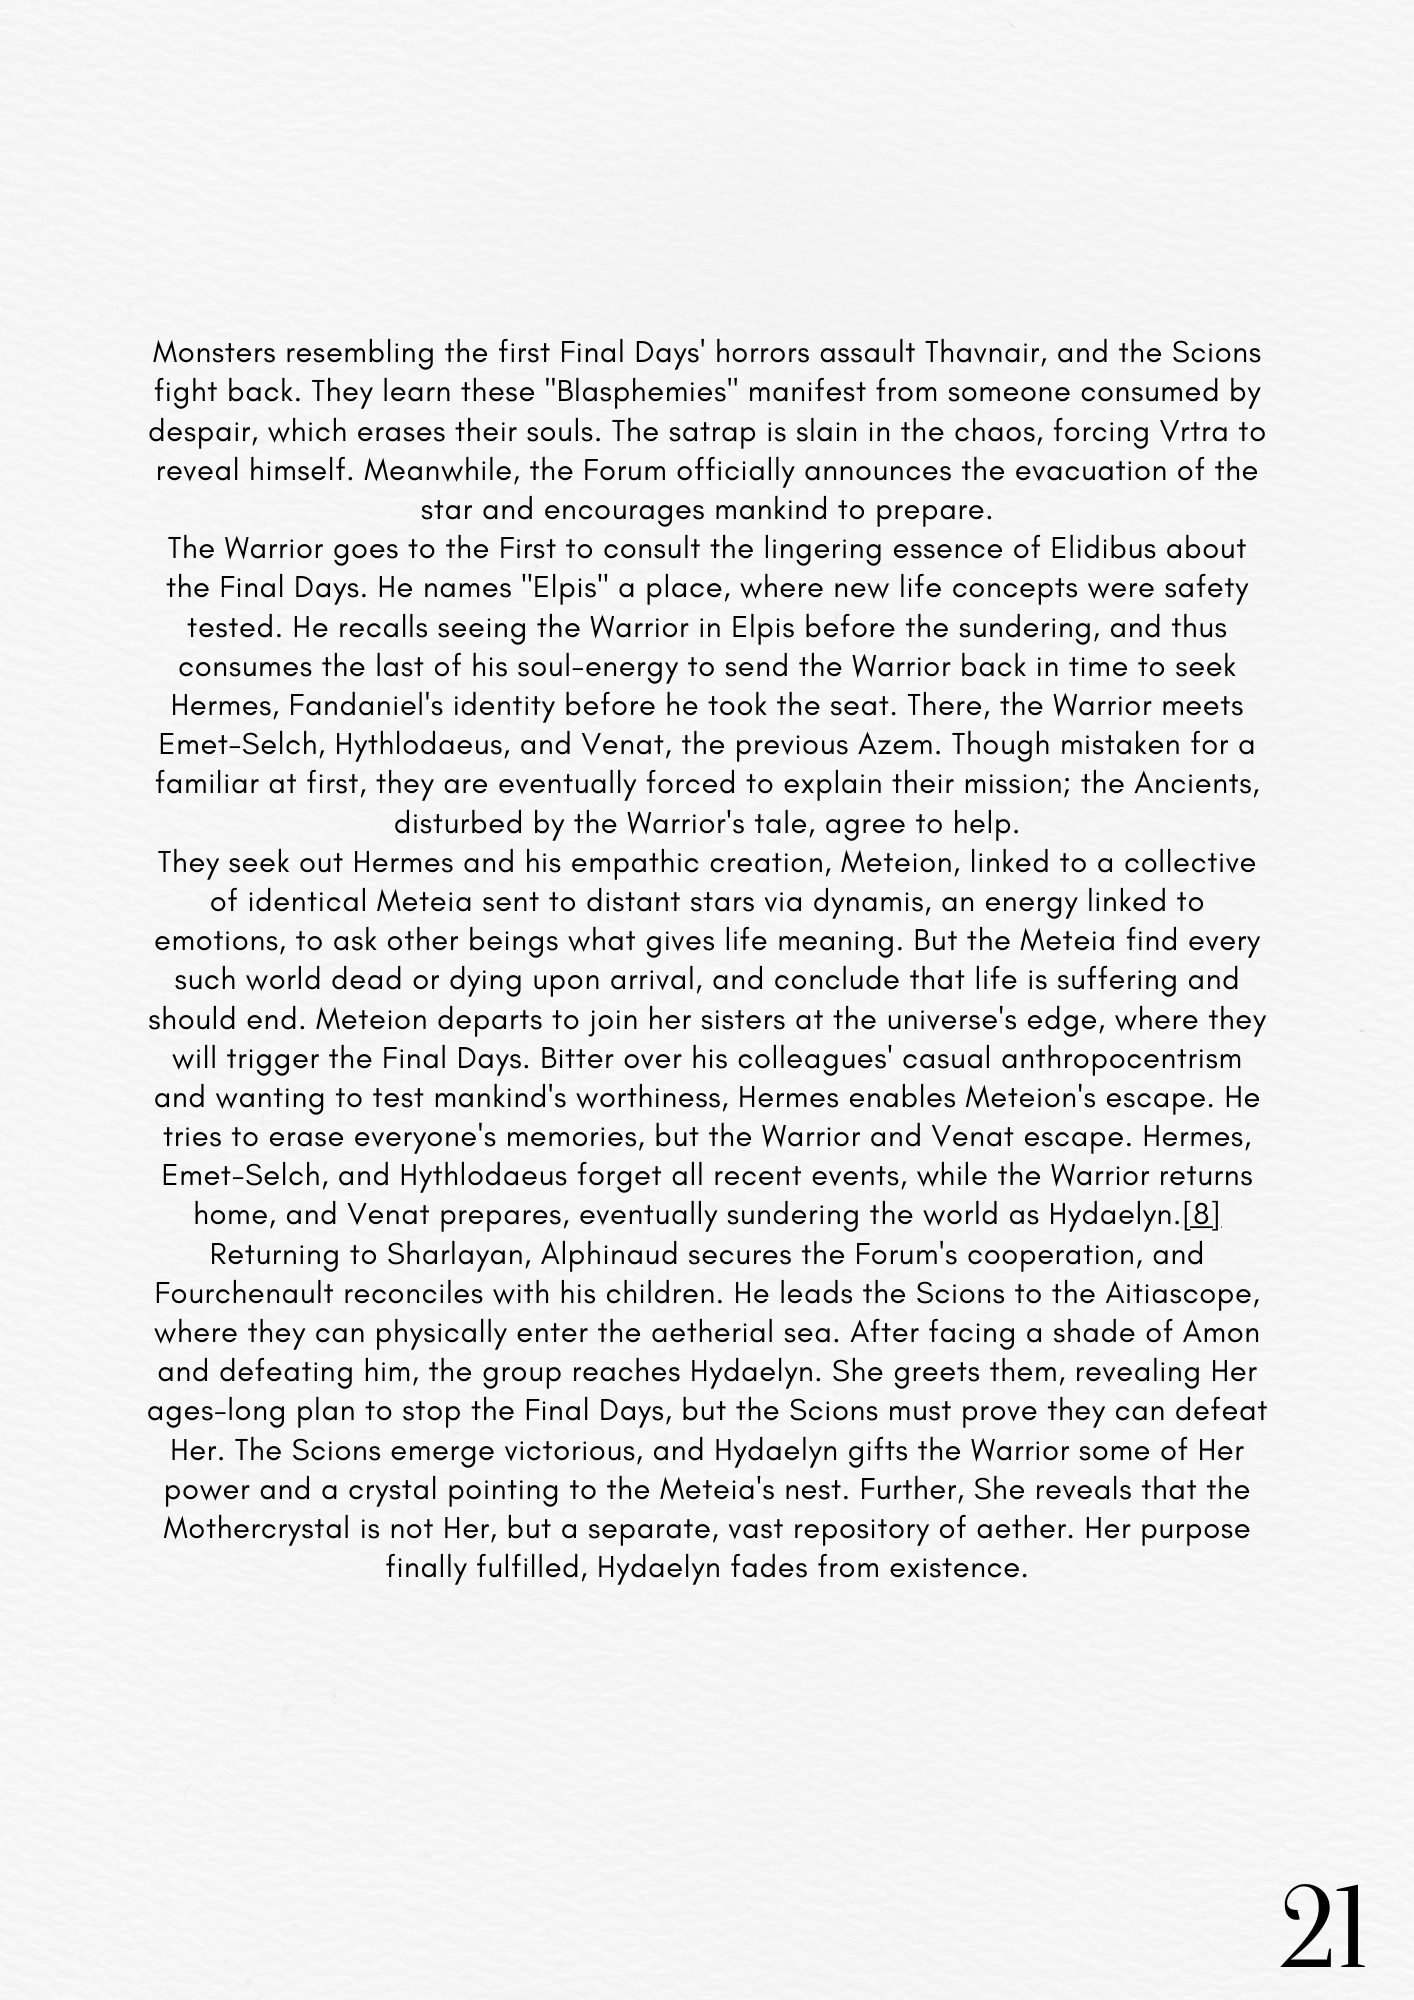 Monsters resembling the first Final Days' horrors assault Thavnair, and the Scions
fight back. They learn these "Blasphemies" manifest from someone consumed by
despair, which erases their souls. The satrap is slain in the chaos, forcing Vrtra to
reveal himself. Meanwhile, the Forum officially announces the evacuation of the
star and encourages mankind to prepare.
The Warrior goes to the First to consult the lingering essence of Elidibus about
the Final Days. He names "Elpis" a place, where new life concepts were safety
tested. He recalls seeing the Warrior in Elpis before the sundering, and thus
consumes the last of his soul-energy to send the Warrior back in time to seek
Hermes, Fandaniel's identity before he took the seat. There, the Warrior meets
Emet-Selch, Hythlodaeus, and Venat, the previous Azem. Though mistaken for a
familiar at first, they are eventually forced to explain their mission; the Ancients,
disturbed by the Warrior's tale, agree to help.
They seek out Hermes and his empathic creation, Meteion, linked to a collective
of identical Meteia sent to distant stars via dynamis, an energy linked to
emotions, to ask other beings what gives life meaning. But the Meteia find every
such world dead or dying upon arrival, and conclude that life is suffering and
should end. Meteion departs to join her sisters at the universe's edge, where they
will trigger the Final Days. Bitter over his colleagues' casual anthropocentrism
and wanting to test mankind's worthiness, Hermes enables Meteion's escape. He
tries to erase everyone's memories, but the Warrior and Venat escape. Hermes,
Emet-Selch, and Hythlodaeus forget all recent events, while the Warrior returns
home, and Venat prepares, eventually sundering the world as Hydaelyn.[8]
Returning to Sharlayan, Alphinaud secures the Forum's cooperation, and
Fourchenault reconciles with his children. He leads the Scions to the Aitiascope,
where they can physically enter the aetherial sea. After facing a shade of Amon
and defeating him, the group reaches Hydaelyn. She greets them, revealing Her
ages-long plan to stop the Final Days, but the Scions must prove they can defeat
Her. The Scions emerge victorious, and Hydaelyn gifts the Warrior some of Her
power and a crystal pointing to the Meteia's nest. Further, She reveals that the
Mothercrystal is not Her, but a separate, vast repository of aether. Her purpose
finally fulfilled, Hydaelyn fades from existence.
21